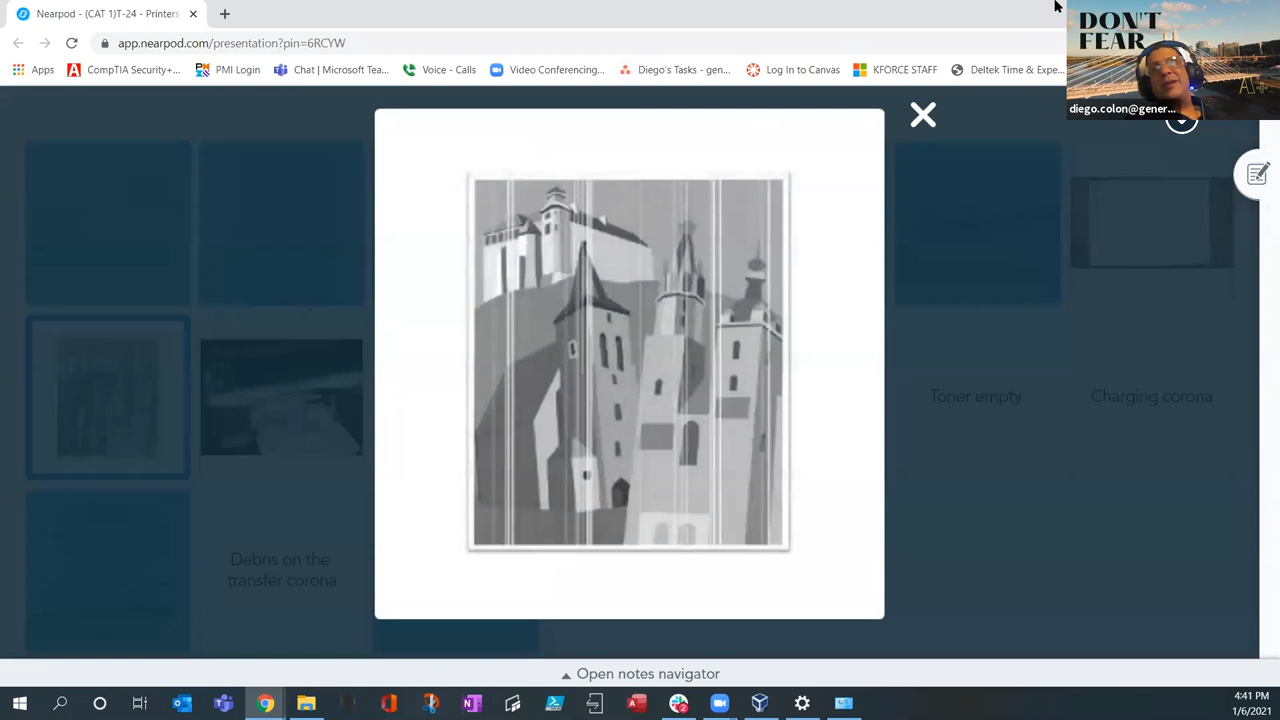 Nearpod - (CAT 1)T-24 - Printers
app.nearpod.com/presentation?pin=6RCYW
Apps
CompTIA Security+...
PMI Login
Chat | Microsoft Tea...
Voice - Calls
Video Conferencing...
Diego's Tasks - gen...
Log In to Canvas
KFORCE STAFF
Deltek Time & Expe...
DON'T
FEAR
A+
diego.colon@gener...
Toner empty
Charging corona
Debris on the
transfer corona
Open notes navigator
4:41 PM
1/6/2021